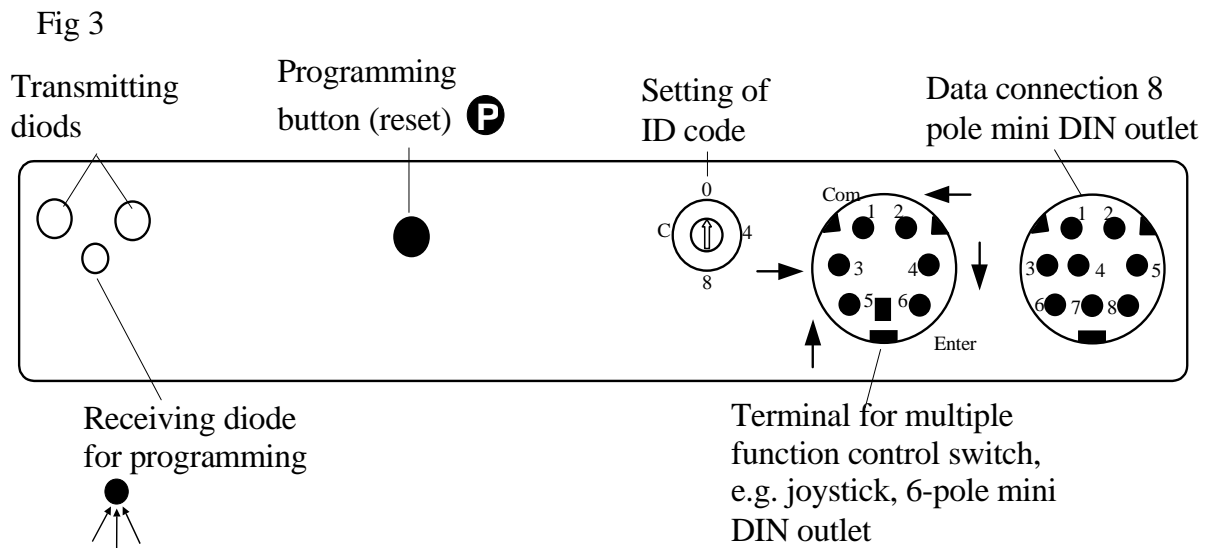 Fig 3
Transmitting
diods
Programming
button (reset) P
Setting of
ID code
Data connection 8
pole mini DIN outlet
0
C
4
8
Com
1 2
3 4
5 6
Enter
1 2
3 4 5
6 7 8
Receiving diode
for programming
Terminal for multiple
function control switch,
e.g. joystick, 6-pole mini
DIN outlet